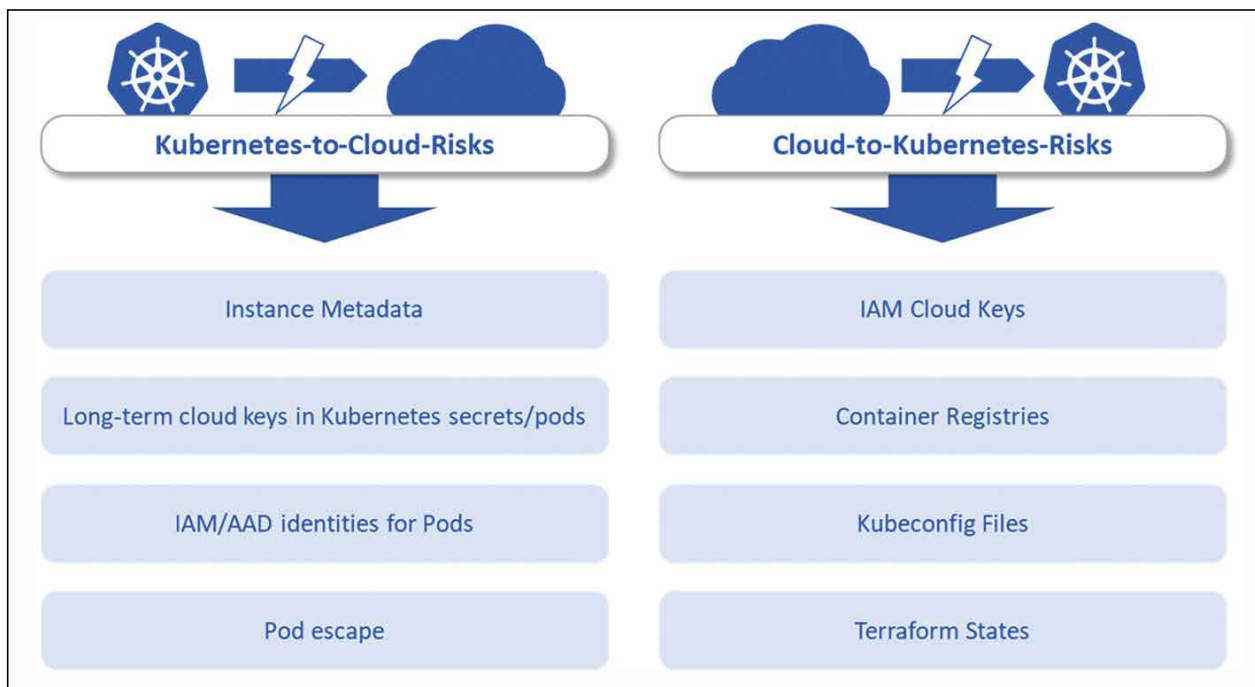 Kubernetes-to-Cloud-Risks
Instance Metadata
Long-term cloud keys in Kubernetes secrets/pods
IAM/AAD identities for Pods
Pod escape
Cloud-to-Kubernetes-Risks
IAM Cloud Keys
Container Registries
Kubeconfig Files
Terraform States